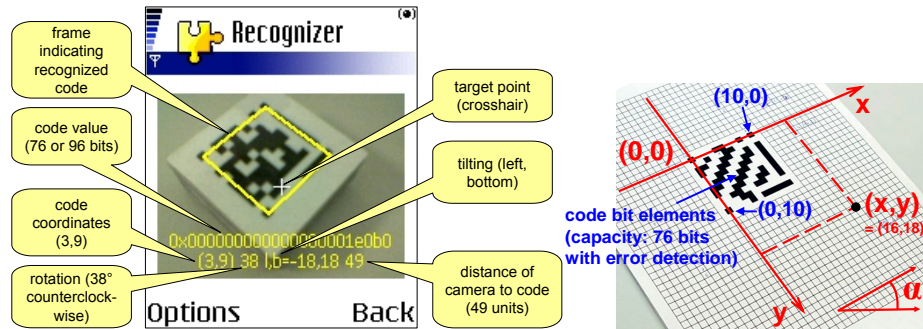 Recognizer
frame
indicating
recognized
code
code value
(76 or 96 bits)
code
coordinates
(3,9)
rotation (38°
counterclock-
wise)
target point
(crosshair)
tilting (left,
bottom)
distance of
camera to code
(49 units)
0x0000000000000000001e0b0
(3,9) 38 l,b=-18,18 49
Options Back
(10,0)
x
(0,0)
(0,10)
code bit elements
(capacity: 76 bits
with error detection)
(x,y)
= (16,18)
y
α